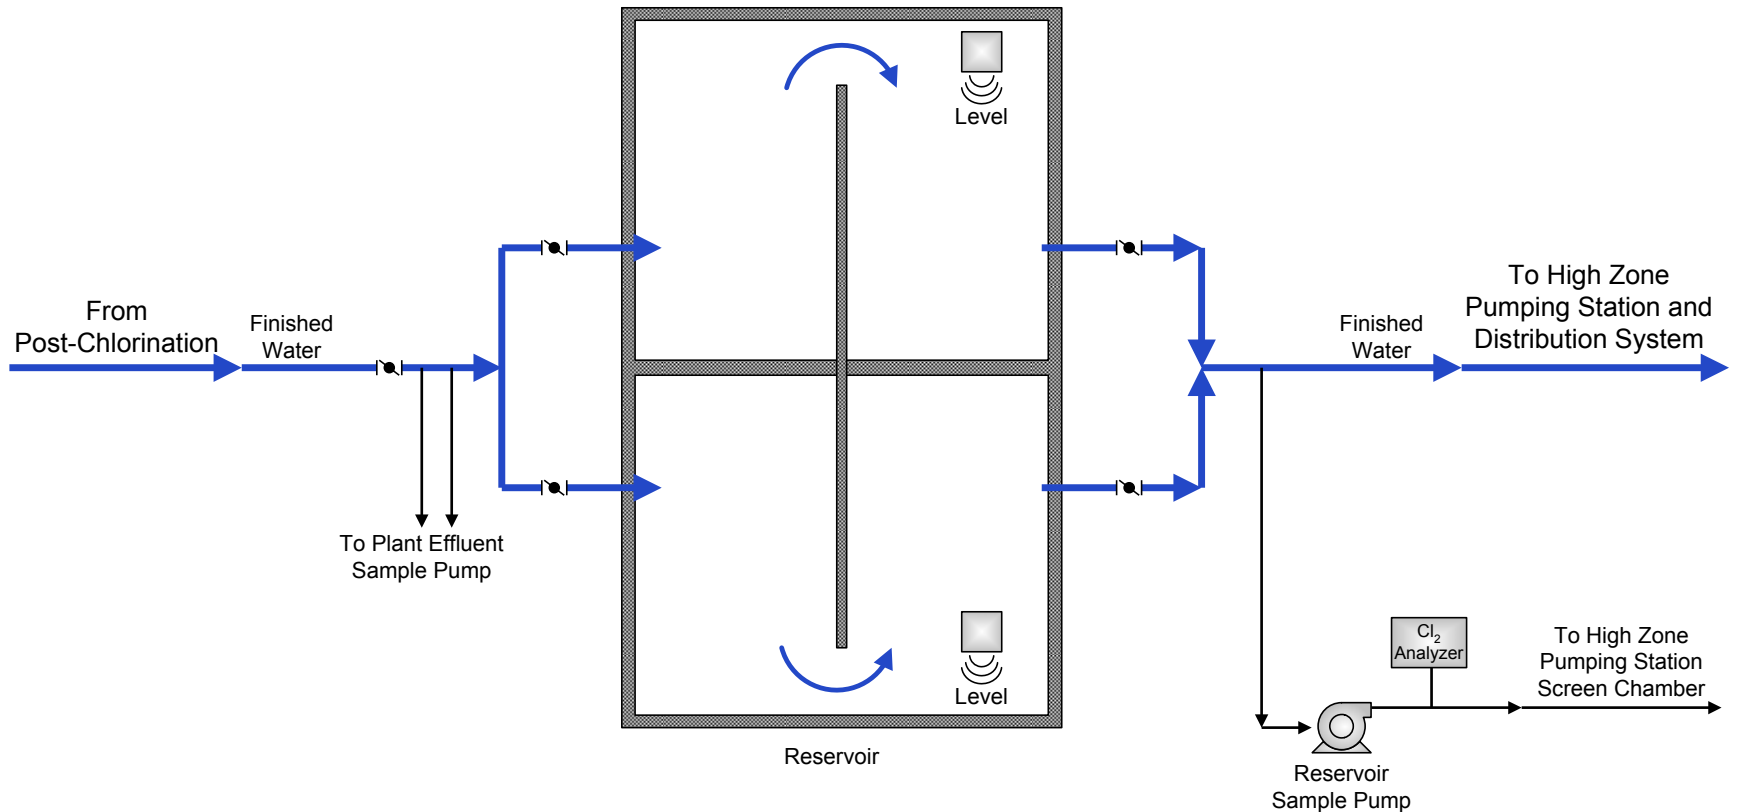 Level
From
Post-Chlorination
Finished
Water
To High Zone
Pumping Station and
Distribution System
Finished
Water
To Plant Effluent
Sample Pump
Level
Cl₂
Analyzer
To High Zone
Pumping Station
Screen Chamber
Reservoir
Reservoir
Sample Pump